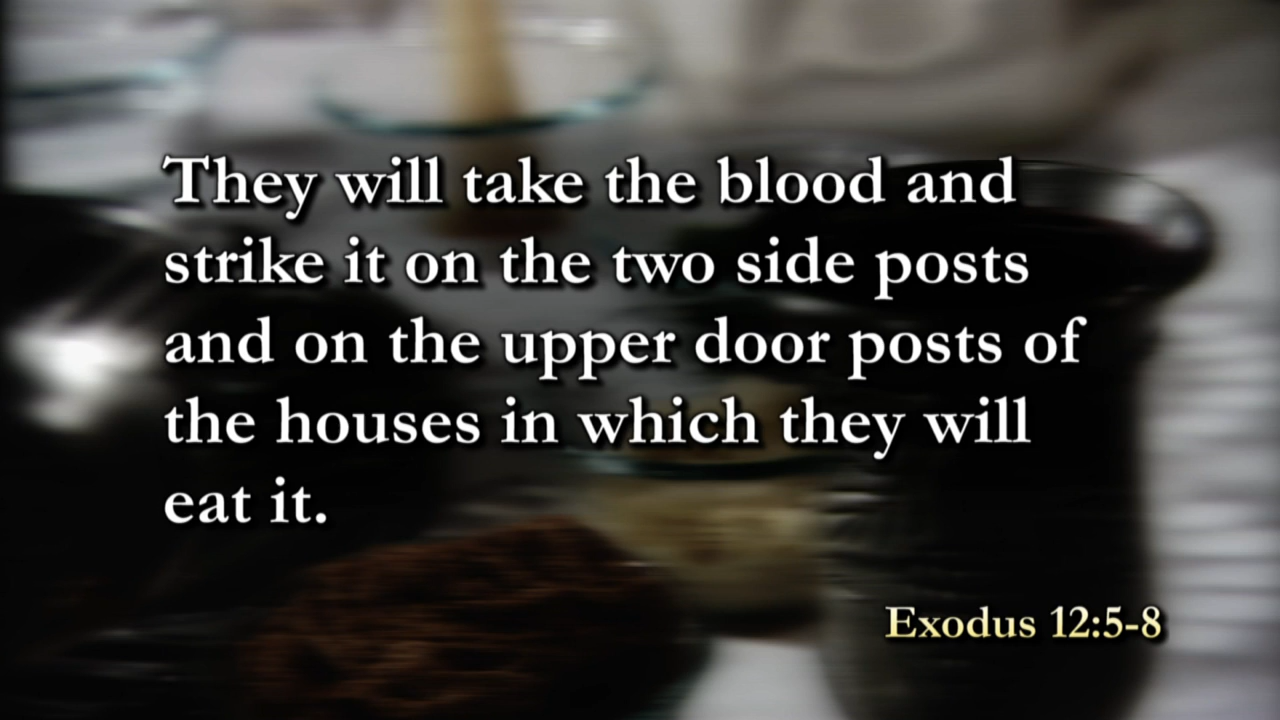 They will take the blood and
strike it on the two side posts
and on the upper door posts of
the houses in which they will
eat it.
Exodus 12:5-8